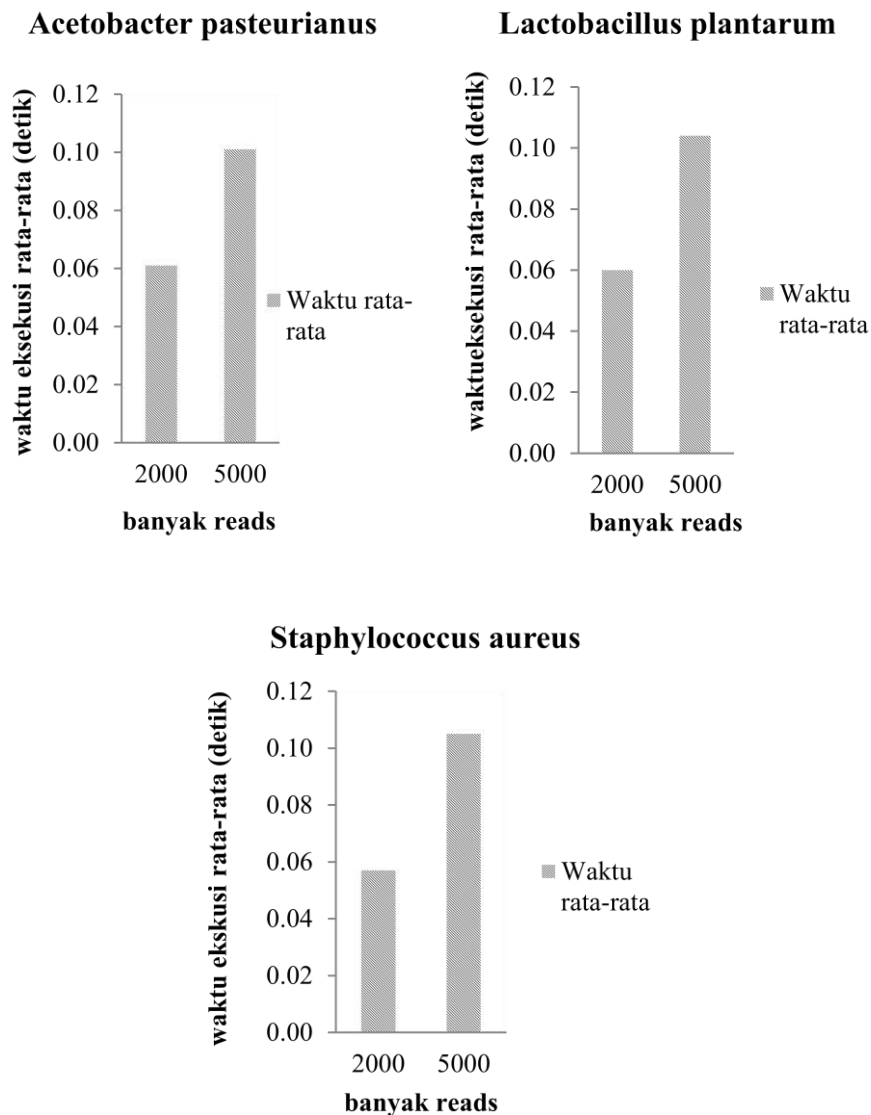 Acetobacter pasteurianus
waktu eksekusi rata-rata (detik)
0.12
0.10
0.08
0.06
0.04
0.02
0.00
2000 5000
banyak reads
Waktu rata-
rata
Lactobacillus plantarum
waktueksekusi rata-rata (detik)
0.12
0.10
0.08
0.06
0.04
0.02
0.00
2000 5000
banyak reads
Waktu
rata-rata
Staphylococcus aureus
waktu ekskusi rata-rata (detik)
0.12
0.10
0.08
0.06
0.04
0.02
0.00
2000 5000
banyak reads
Waktu
rata-rata